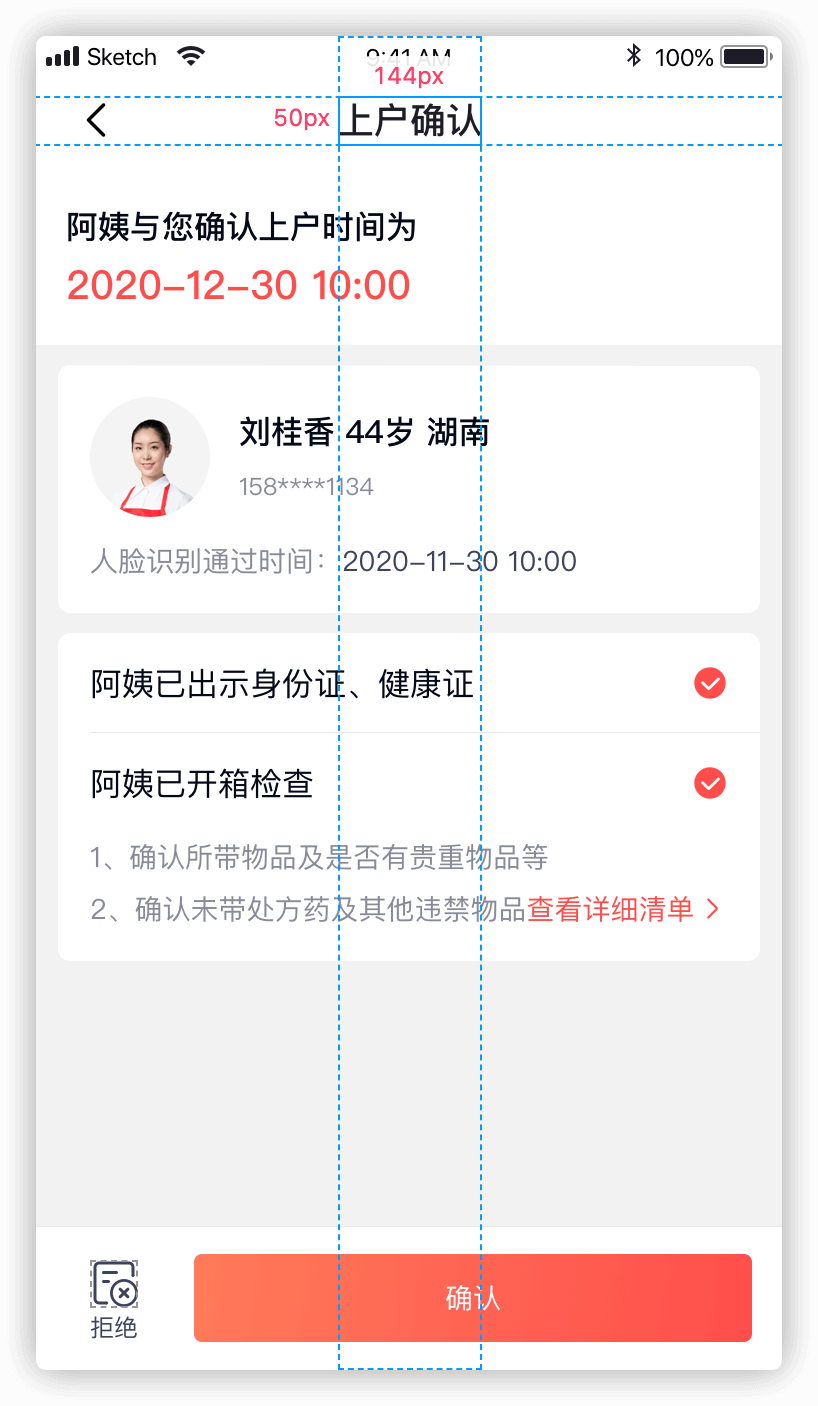 Sketch 9:41 AM 100%
144px
50px 上户确认
阿姨与您确认上户时间为
2020-12-30 10:00
刘桂香 44岁 湖南
158****1134
人脸识别通过时间：2020-11-30 10:00
阿姨已出示身份证、健康证
阿姨已开箱检查
1、确认所带物品及是否有贵重物品等
2、确认未带处方药及其他违禁物品查看详细清单
拒绝
确认